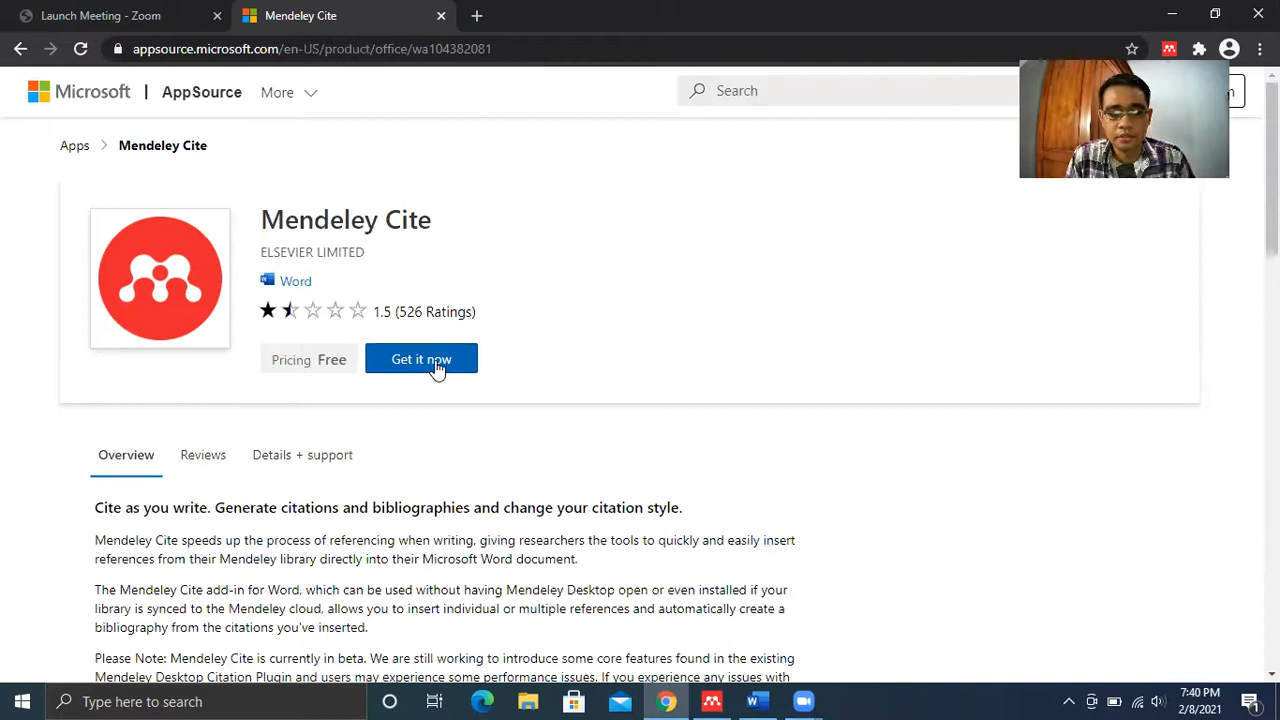 Launch Meeting - Zoom
Mendeley Cite
appsource.microsoft.com/en-US/product/office/wa104382081
Microsoft | AppSource More
Search
Apps > Mendeley Cite
Mendeley Cite
ELSEVIER LIMITED
Word
1.5 (526 Ratings)
Pricing Free
Get it now
Overview Reviews Details + support
Cite as you write. Generate citations and bibliographies and change your citation style.
Mendeley Cite speeds up the process of referencing when writing, giving researchers the tools to quickly and easily insert
references from their Mendeley library directly into their Microsoft Word document.
The Mendeley Cite add-in for Word, which can be used without having Mendeley Desktop open or even installed if your
library is synced to the Mendeley cloud, allows you to insert individual or multiple references and automatically create a
bibliography from the citations you've inserted.
Please Note: Mendeley Cite is currently in beta. We are still working to introduce some core features found in the existing
Mendeley Desktop Citation Plugin and users may experience some performance issues. If you experience any issues with
Type here to search
7:40 PM
2/8/2021